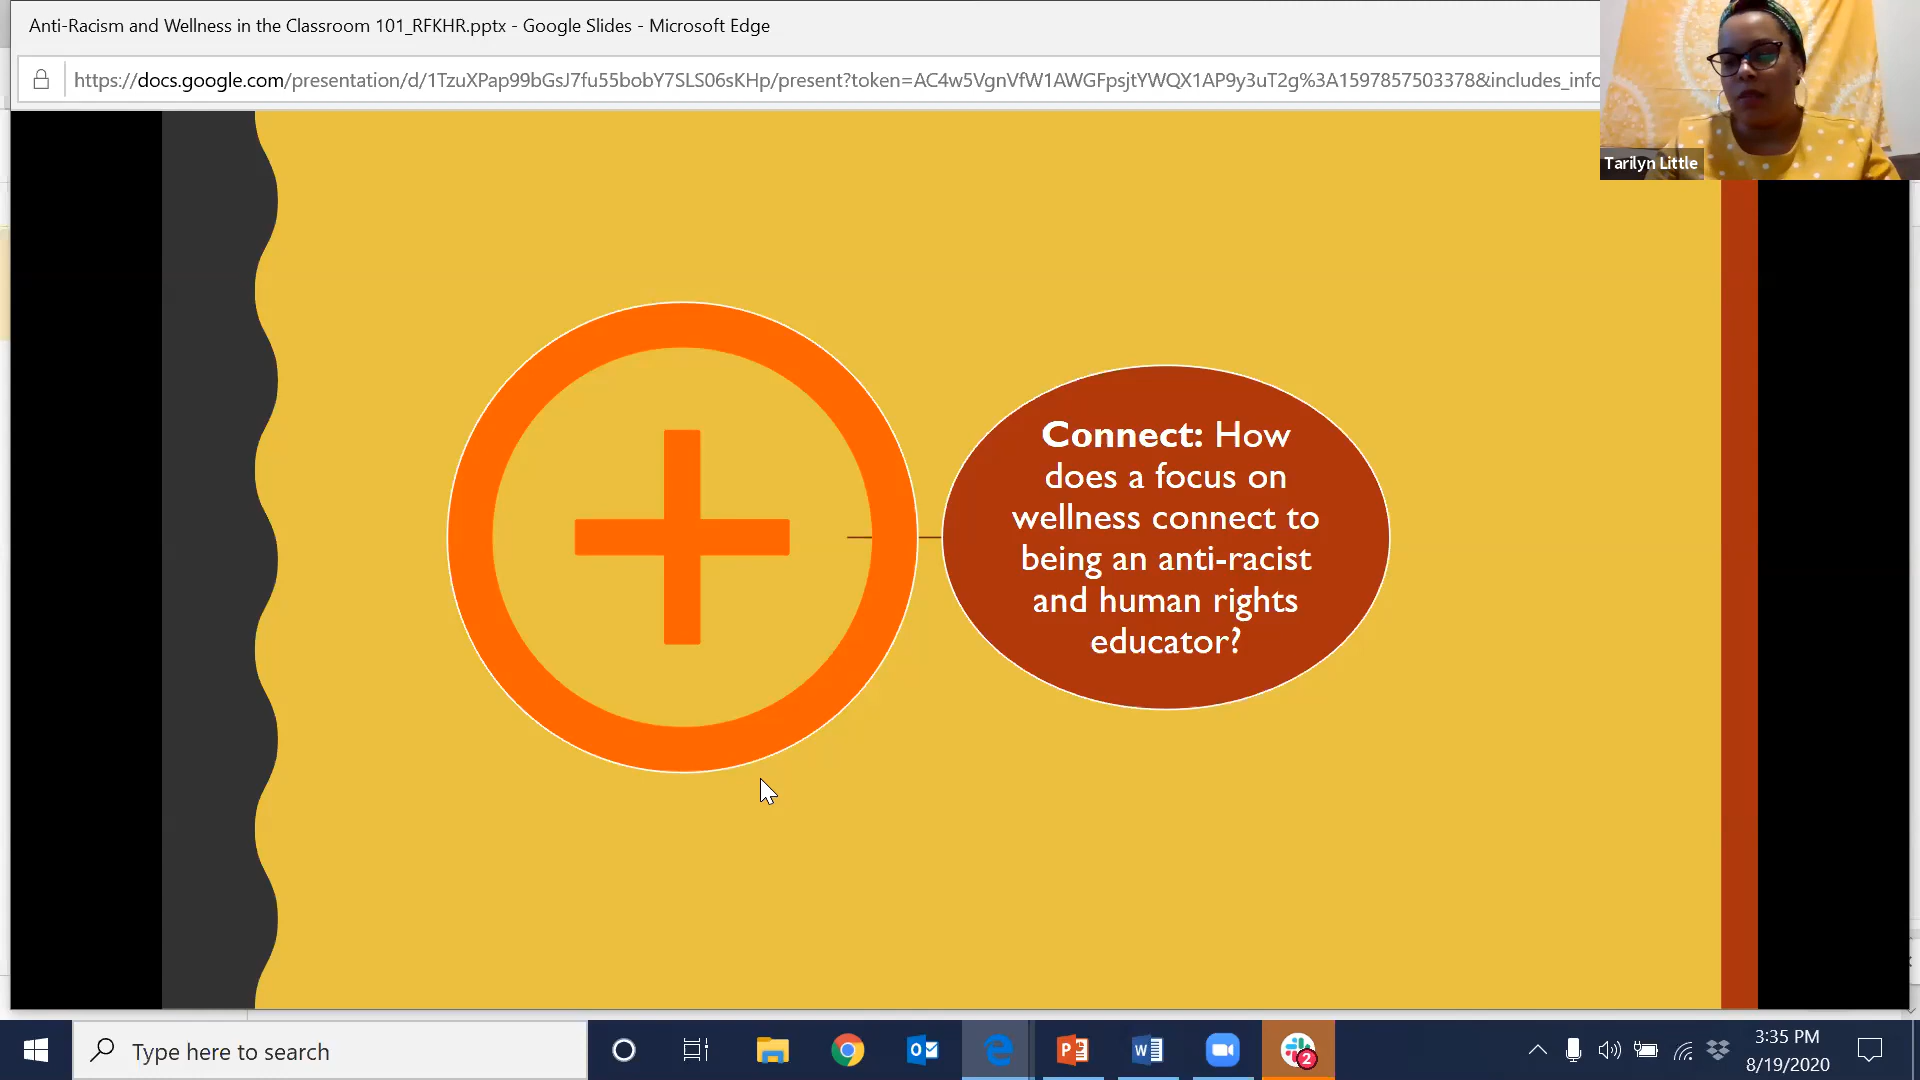 Anti-Racism and Wellness in the Classroom 101_RFKHR.pptx - Google Slides - Microsoft Edge
https://docs.google.com/presentation/d/1TzuXPap99bGsJ7fu55bobY7SLS06sKHp/present?token=AC4w5VgnVfW1AWGFpsjtYWQX1AP9y3uT2g%3A1597857503378&includes_info
Tarilyn Little
Connect: How
does a focus on
wellness connect to
being an anti-racist
and human rights
educator?
Type here to search
2
3:35 PM
8/19/2020